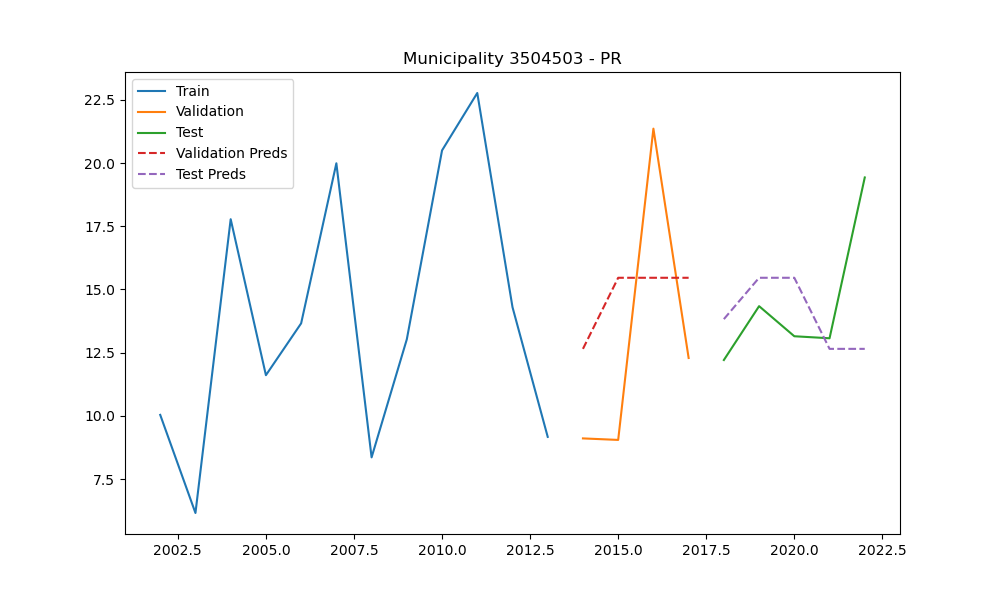 Municipality 3504503 - PR
Train
Validation
Test
Validation Preds
Test Preds
22.5
20.0
17.5
15.0
12.5
10.0
7.5
2002.5 2005.0 2007.5 2010.0 2012.5 2015.0 2017.5 2020.0 2022.5